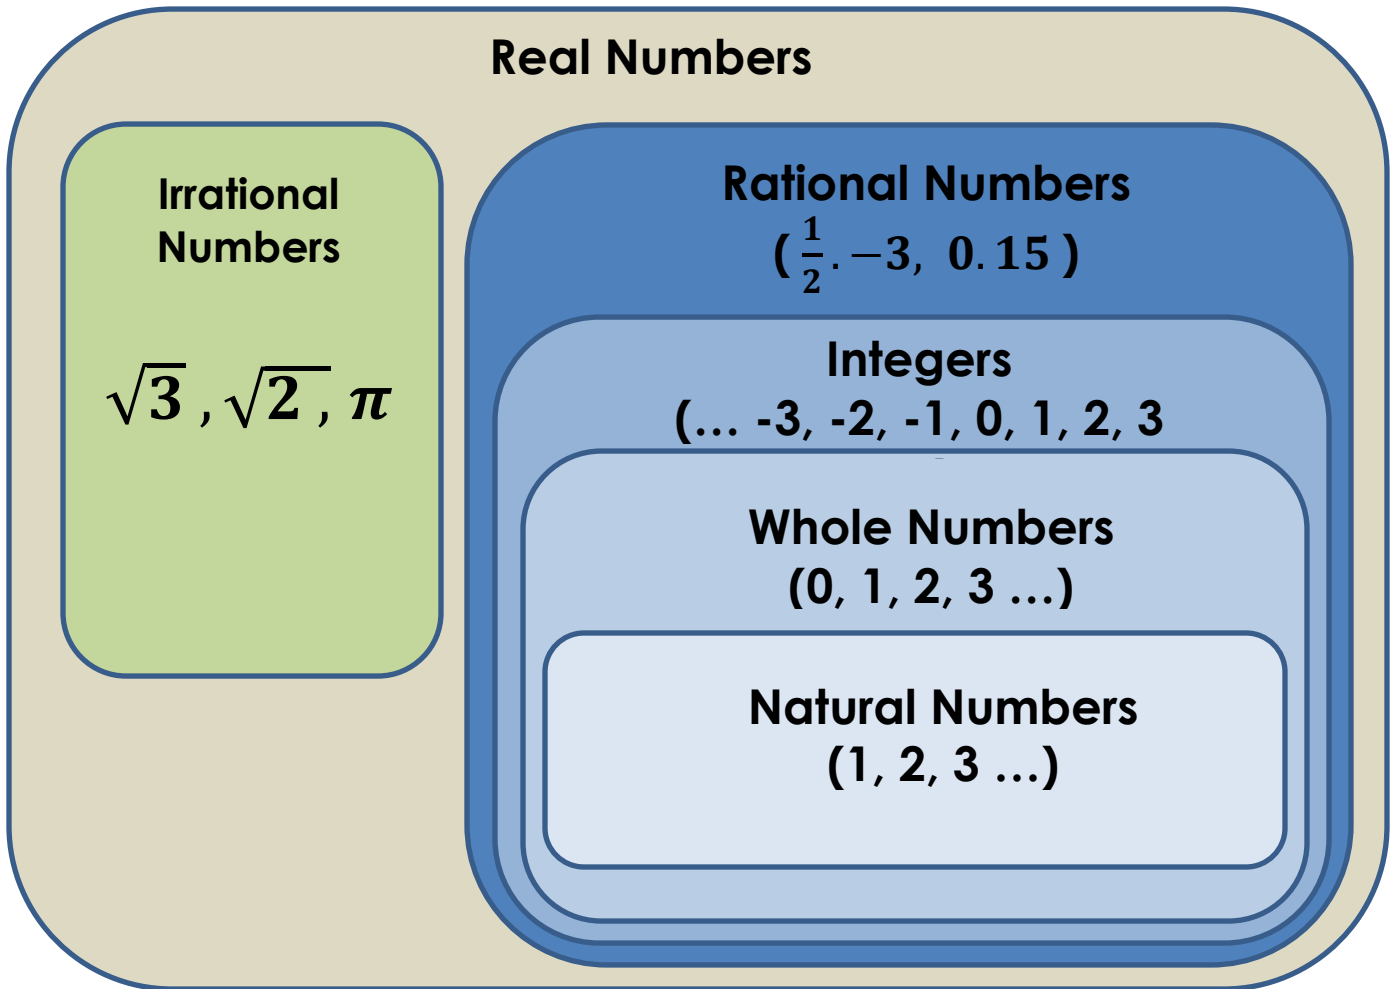 Real Numbers
Irrational
Numbers
√3 , √2 , π
Rational Numbers
( 1/2 . −3, 0.15 )
Integers
(… -3, -2, -1, 0, 1, 2, 3
Whole Numbers
(0, 1, 2, 3 …)
Natural Numbers
(1, 2, 3 …)